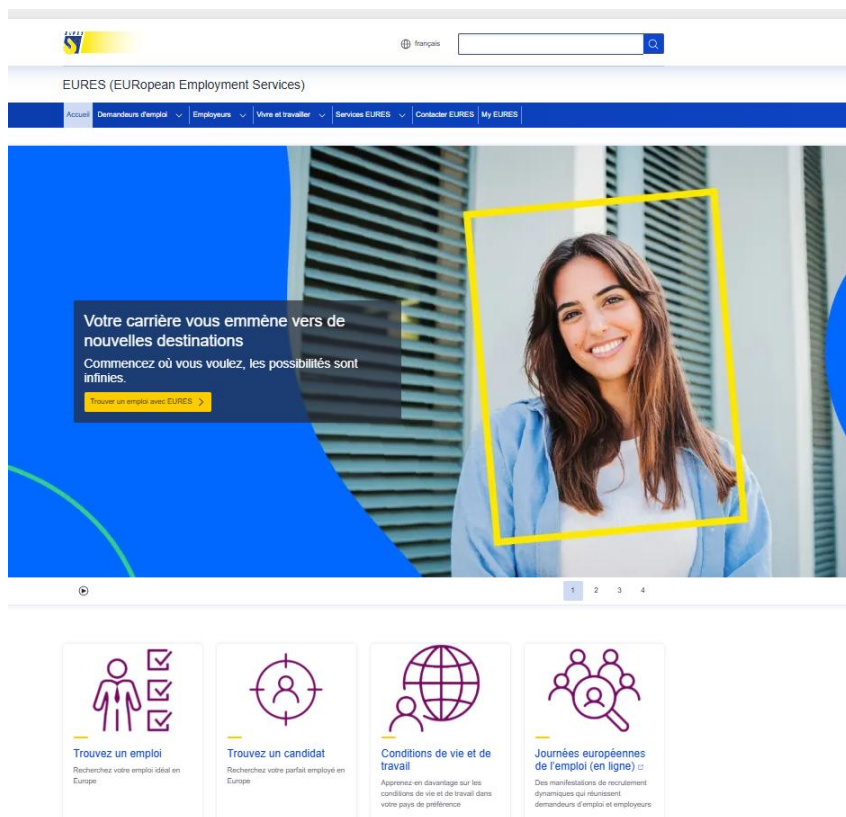 EURES
français
EURES (EURopean Employment Services)
Accueil Demandeurs d'emploi Employeurs Vivre et travailler Services EURES Contacter EURES My EURES
Votre carrière vous emmène vers de
nouvelles destinations
Commencez où vous voulez, les possibilités sont
infinies.
Trouver un emploi avec EURES
1 2 3 4
Trouvez un emploi
Recherchez votre emploi idéal en
Europe
Trouvez un candidat
Recherchez votre parfait employé en
Europe
Conditions de vie et de
travail
Apprenez-en davantage sur les
conditions de vie et de travail dans
votre pays de préférence
Journées européennes
de l'emploi (en ligne)
Des manifestations de recrutement
dynamiques qui réunissent
demandeurs d'emploi et employeurs